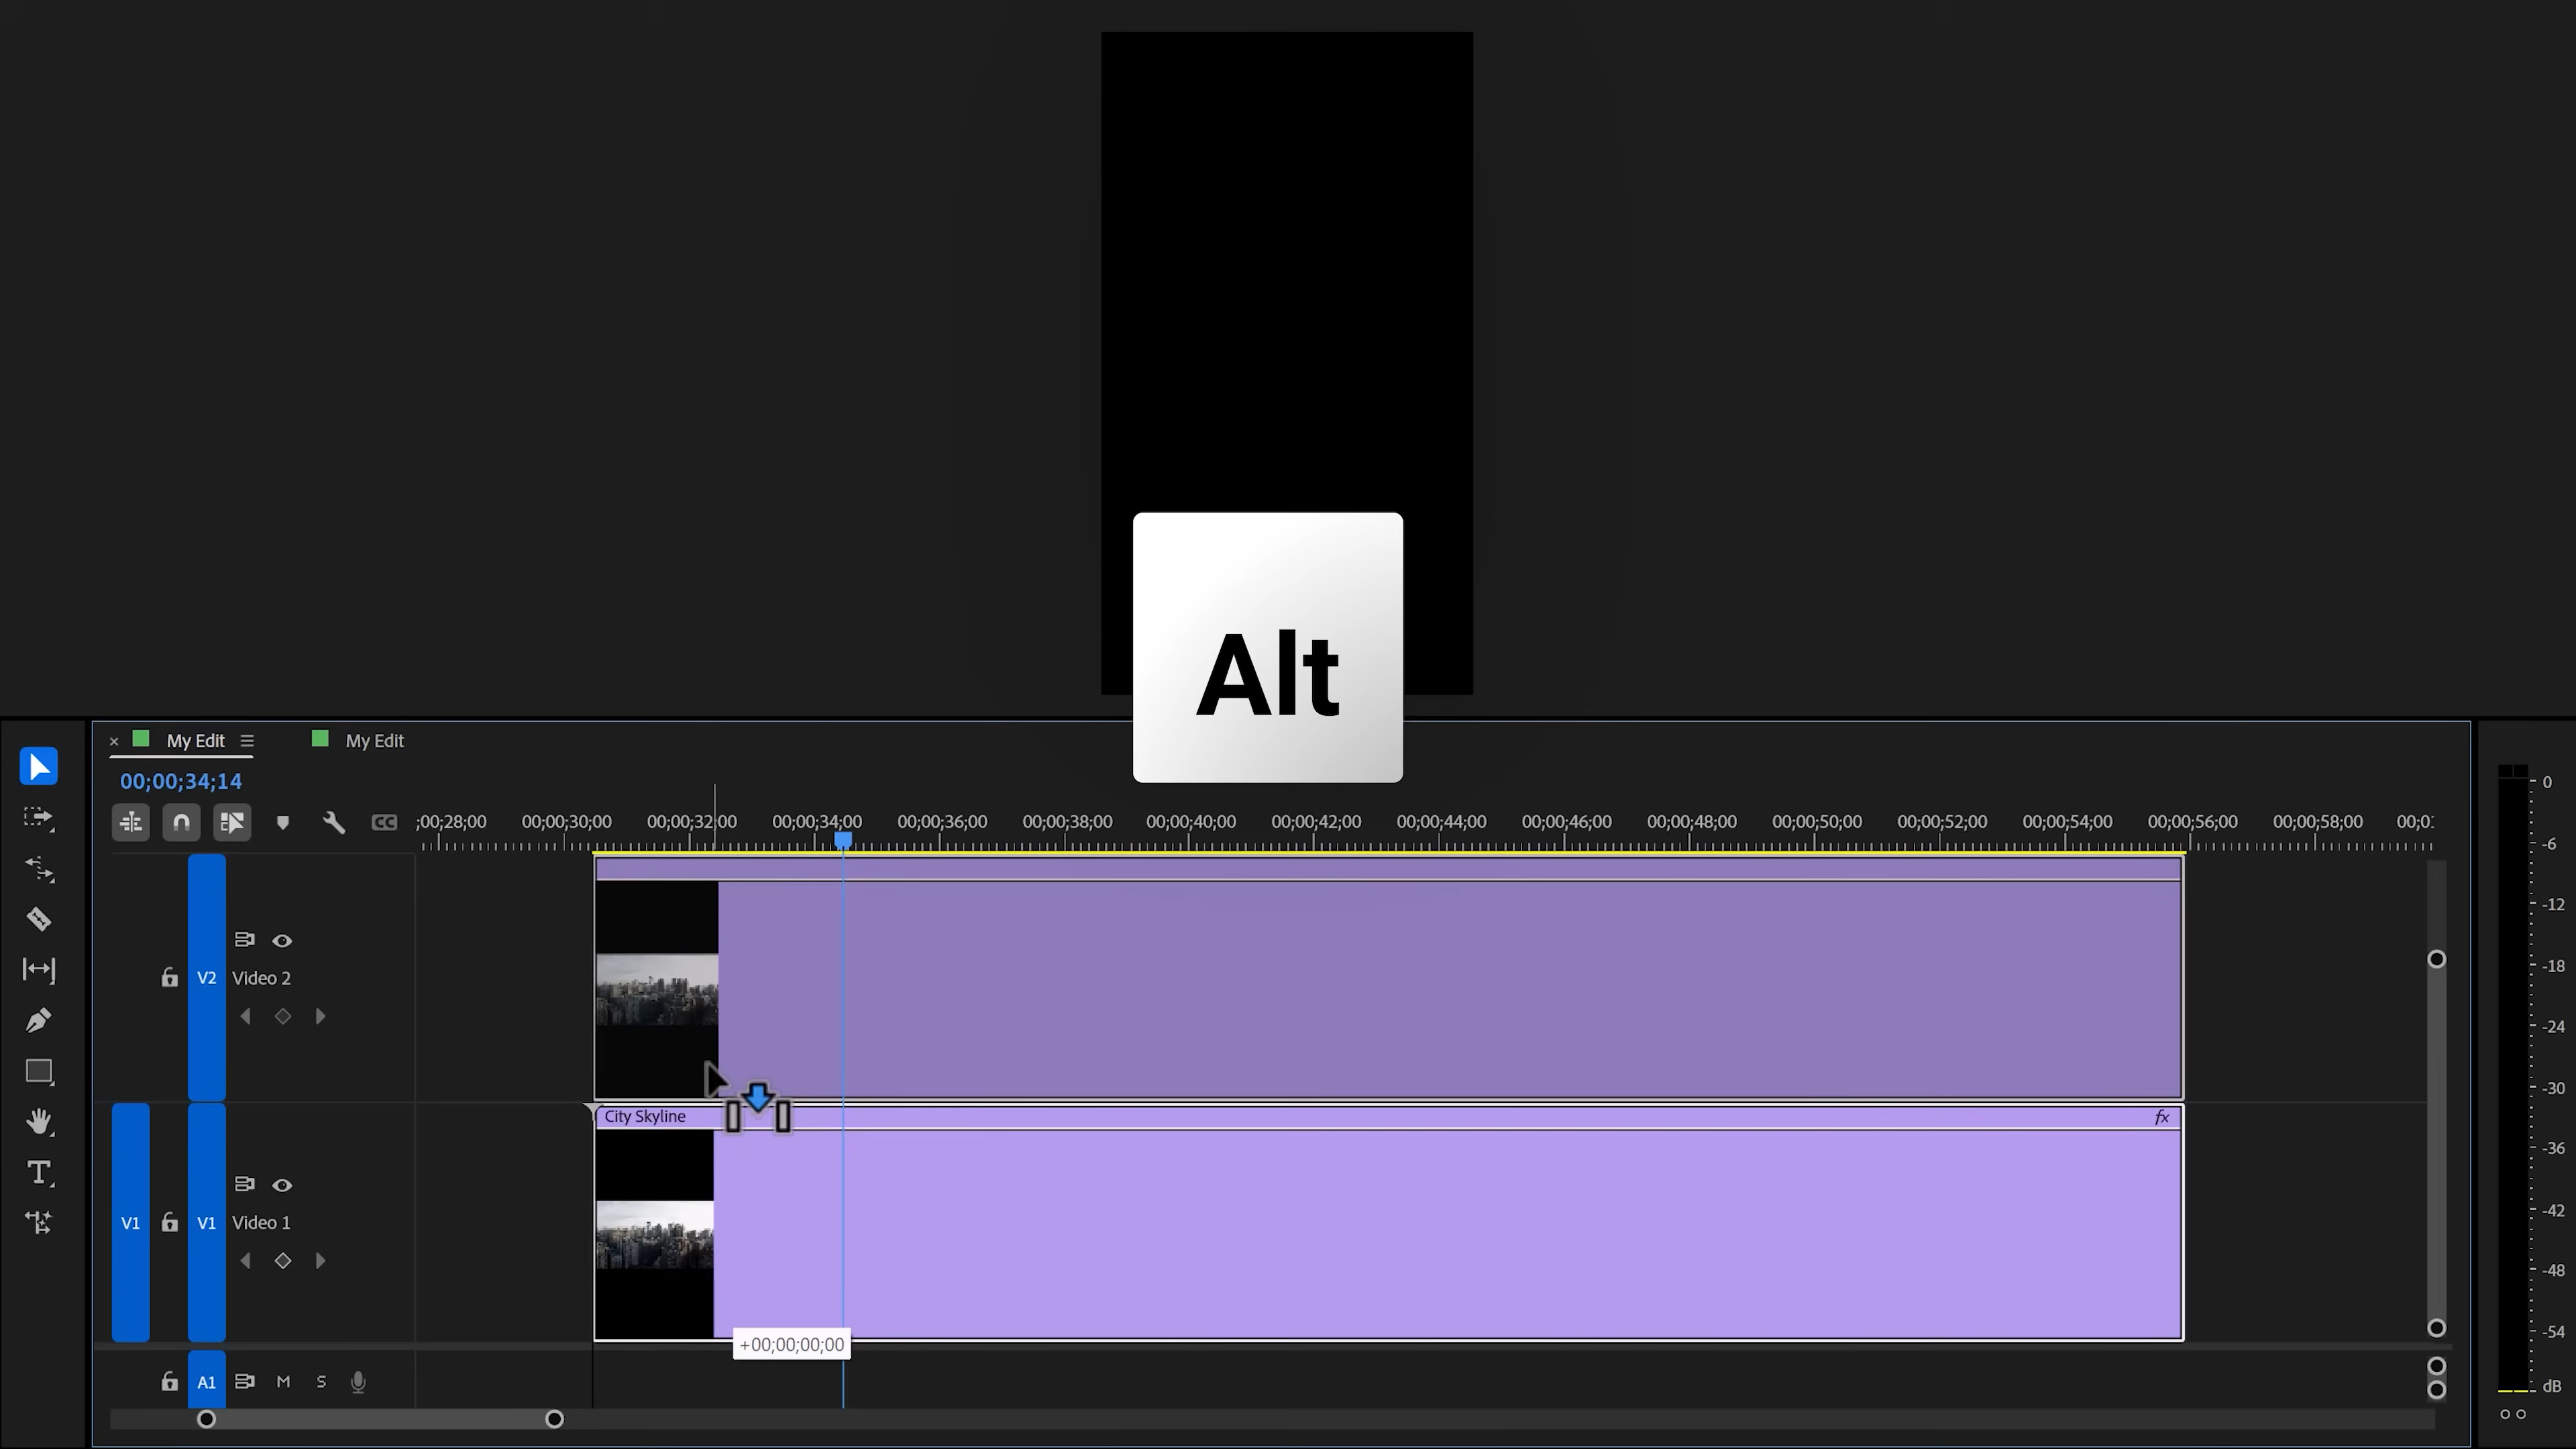 Alt
× My Edit My Edit
00;00;34;14
CC ;00;28;00 00;00;30;00 00;00;32;00 00;00;34;00 00;00;36;00 00;00;38;00 00;00;40;00 00;00;42;00 00;00;44;00 00;00;46;00 00;00;48;00 00;00;50;00 00;00;52;00 00;00;54;00 00;00;56;00 00;00;58;00 00;0
V2 Video 2
City Skyline fx
V1 V1 Video 1
+00;00;00;00
A1 M S
T
0
-6
-12
-18
-24
-30
-36
-42
-48
-54
dB